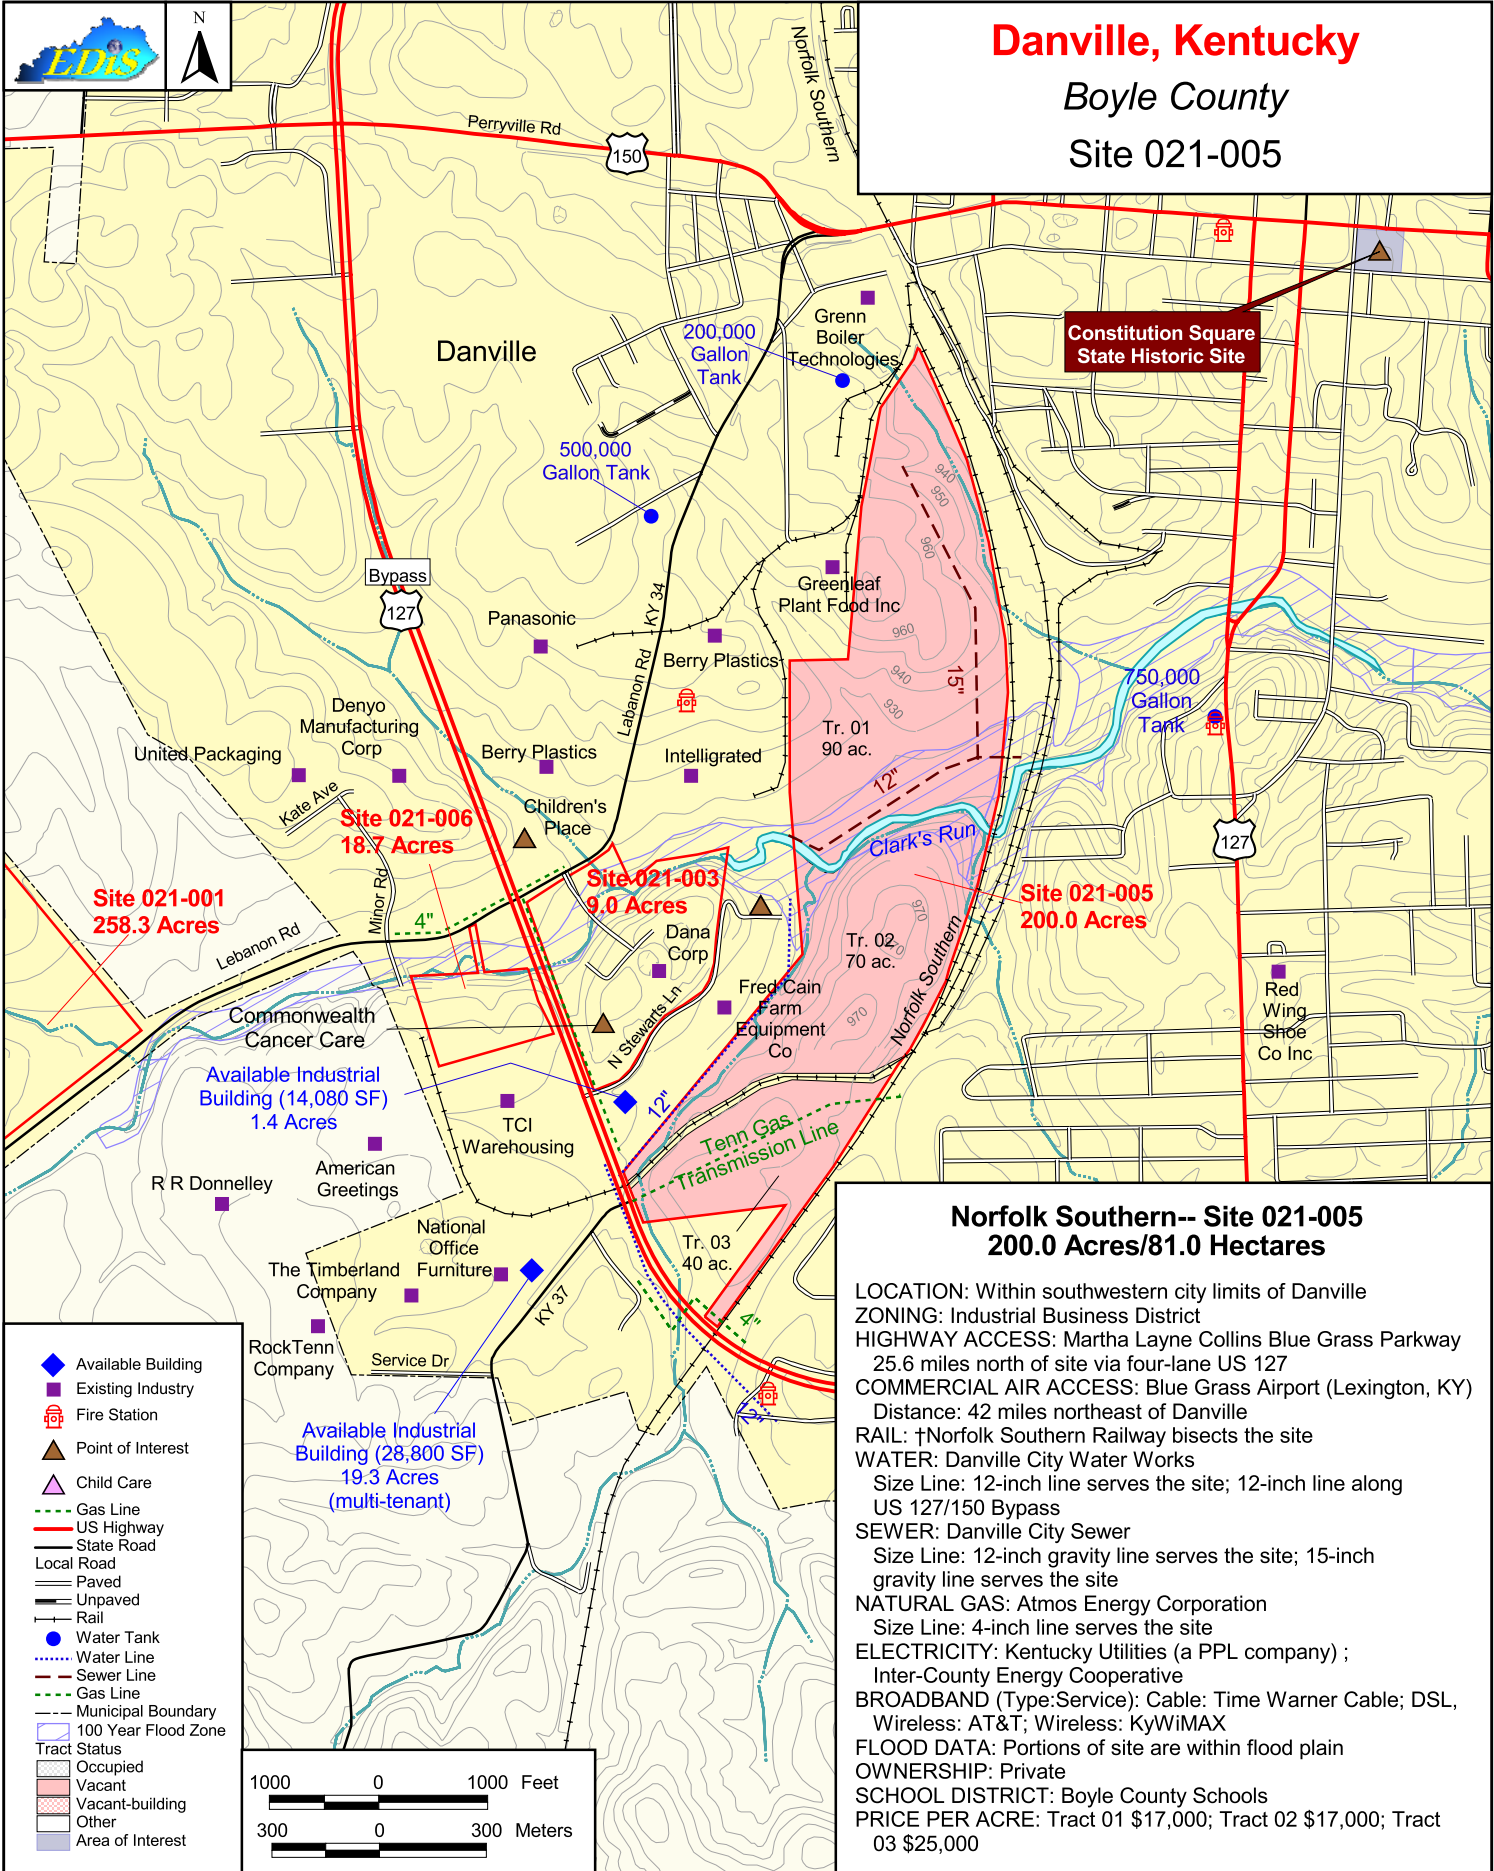 EDIS
N
Danville, Kentucky
Boyle County
Site 021-005
Norfolk Southern
Perryville Rd
150
Constitution Square
State Historic Site
Grenn
Boiler
Technologies
200,000
Gallon
Tank
Danville
500,000
Gallon Tank
940
950
960
Bypass
127
Greenleaf
Plant Food Inc
KY 34
Panasonic
960
Berry Plastics
Labanon Rd
940
15"
930
750,000
Gallon
Tank
Denyo
Manufacturing
Corp
United Packaging
Berry Plastics
Intelligrated
Tr. 01
90 ac.
12"
Kate Ave
Children's
Place
Site 021-006
18.7 Acres
Clark's Run
127
Site 021-001
258.3 Acres
Minor Rd
4"
Site 021-003
9.0 Acres
Site 021-005
200.0 Acres
970
Lebanon Rd
Dana
Corp
Tr. 02
70 ac.
970
Norfolk Southern
Red
Wing
Shoe
Co Inc
Fred Cain
Farm
Equipment
Co
970
N Stewarts Ln
Commonwealth
Cancer Care
Available Industrial
Building (14,080 SF)
1.4 Acres
12"
TCI
Warehousing
Tenn Gas
Transmission Line
American
Greetings
R R Donnelley
National
Office
Furniture
Tr. 03
40 ac.
The Timberland
Company
KY 37
4"
RockTenn
Company
Service Dr
12"
Available Industrial
Building (28,800 SF)
19.3 Acres
(multi-tenant)
Norfolk Southern-- Site 021-005
200.0 Acres/81.0 Hectares
LOCATION: Within southwestern city limits of Danville
ZONING: Industrial Business District
HIGHWAY ACCESS: Martha Layne Collins Blue Grass Parkway
25.6 miles north of site via four-lane US 127
COMMERCIAL AIR ACCESS: Blue Grass Airport (Lexington, KY)
Distance: 42 miles northeast of Danville
RAIL: †Norfolk Southern Railway bisects the site
WATER: Danville City Water Works
Size Line: 12-inch line serves the site; 12-inch line along
US 127/150 Bypass
SEWER: Danville City Sewer
Size Line: 12-inch gravity line serves the site; 15-inch
gravity line serves the site
NATURAL GAS: Atmos Energy Corporation
Size Line: 4-inch line serves the site
ELECTRICITY: Kentucky Utilities (a PPL company) ;
Inter-County Energy Cooperative
BROADBAND (Type:Service): Cable: Time Warner Cable; DSL,
Wireless: AT&T; Wireless: KyWiMAX
FLOOD DATA: Portions of site are within flood plain
OWNERSHIP: Private
SCHOOL DISTRICT: Boyle County Schools
PRICE PER ACRE: Tract 01 $17,000; Tract 02 $17,000; Tract
03 $25,000
Available Building
Existing Industry
Fire Station
Point of Interest
Child Care
Gas Line
US Highway
State Road
Local Road
Paved
Unpaved
Rail
Water Tank
Water Line
Sewer Line
Gas Line
Municipal Boundary
100 Year Flood Zone
Tract Status
Occupied
Vacant
Vacant-building
Other
Area of Interest
1000 0 1000 Feet
300 0 300 Meters